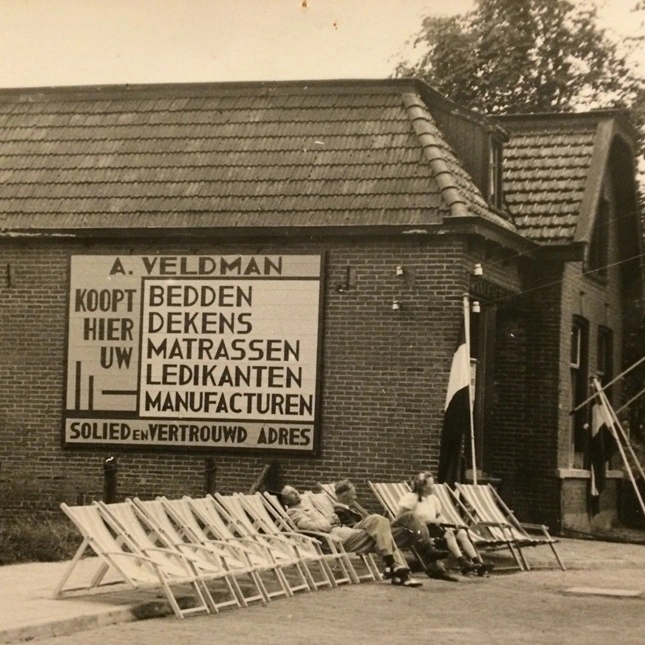 A. VELDMAN
KOOPT
HIER
UW
BEDDEN
DEKENS
MATRASSEN
LEDIKANTEN
MANUFACTUREN
SOLIED EN VERTROUWD ADRES